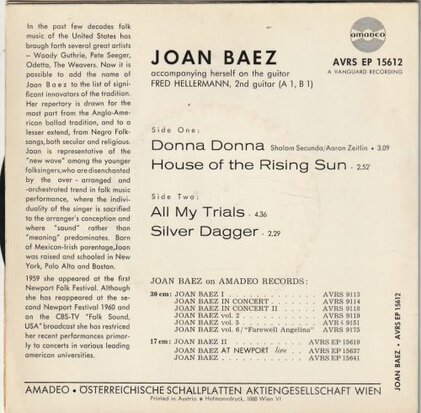 In the past few decades folk
music of the United States has
brough forth several great artists
– Woody Guthrie, Pete Seeger,
Odetta, The Weavers. Now it is
possible to add the name of
Joan Baez to the list of signi-
ficant innovators of the tradition.
Her repertory is drawn for the
most part from the Anglo-Ame-
rican ballad tradition, and to a
lesser extend, from Negro Folk-
songs, both secular and religious.
Joan is representative of the
"new wave" among the younger
folksingers, who are disenchanted
by the over - arranged and
-orchestrated trend in folk music
performance, where the indivi-
duality of the singer is sacrified
to the arranger's conception and
where "sound" rather than
"meaning" predominates. Born
of Mexican-Irish parentage, Joan
was raised and schooled in New
York, Palo Alto and Boston.
1959 she appeared at the first
Newport Folk Festival. Although
she has reappeared at the se-
cond Newport Festival 1960 and
on the CBS-TV "Folk Sound,
USA" broadcast she has restriced
her recent performances primari-
ly to concerts in various leading
american universities.
JOAN BAEZ
accompanying herself on the guitar
FRED HELLERMANN, 2nd guitar (A 1, B 1)
amadeo
AVRS EP 15612
A VANGUARD RECORDING
Side One:
Donna Donna Shalom Secunda/Aaron Zeitlin • 3.09
House of the Rising Sun - 2.52'
Side Two:
All My Trials - 4.36
Silver Dagger - 2.29
JOAN BAEZ on AMADEO RECORDS:
30 cm: JOAN BAEZ I AVRS 9113
JOAN BAEZ IN CONCERT AVRS 9114
JOAN BAEZ IN CONCERT II AVRS 9118
JOAN BAEZ vol. 2 AVRS 9119
JOAN BAEZ vol. 5 AVRS 9151
JOAN BAEZ vol. 6/"Farewell Angelina" AVRS 9175
17 cm: JOAN BAEZ II AVRS EP 15619
JOAN BAEZ AT NEWPORT live AVRS EP 15637
JOAN BAEZ AVRS EP 15641
JOAN BAEZ • AVRS EP 15612
AMADEO • ÖSTERREICHISCHE SCHALLPLATTEN AKTIENGESELLSCHAFT WIEN
Printed in Austria • Hofmanndruck, 1060 Wien VI